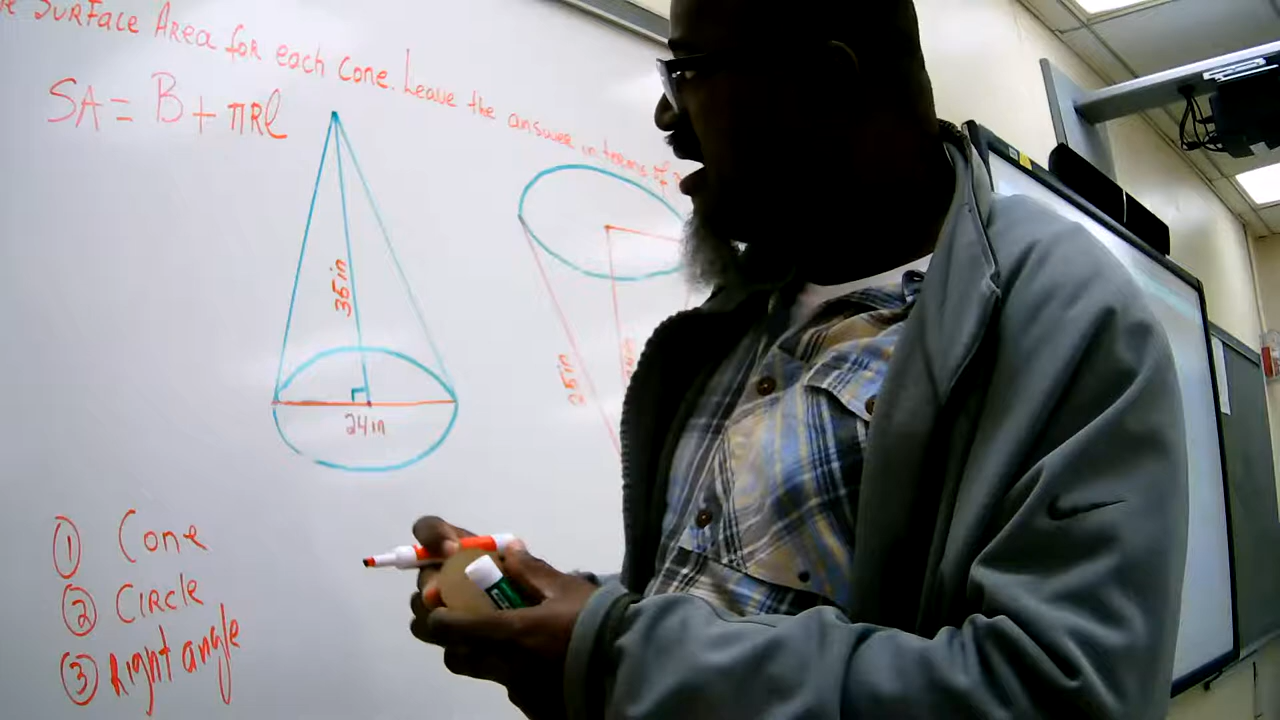 Surface Area for each Cone. Leave the answer in terms of
SA = B + πRl
36in
24in
25in
① Cone
② Circle
③ Right angle